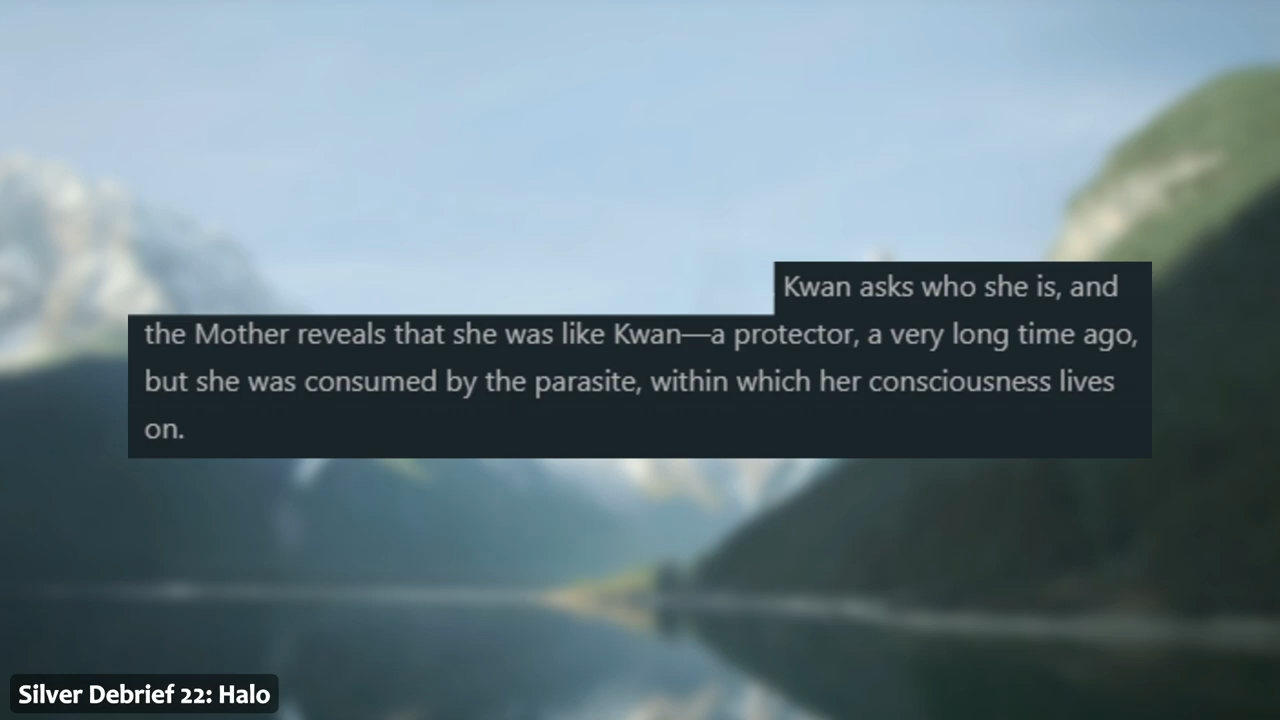 Kwan asks who she is, and
the Mother reveals that she was like Kwan—a protector, a very long time ago,
but she was consumed by the parasite, within which her consciousness lives
on.
Silver Debrief 22: Halo